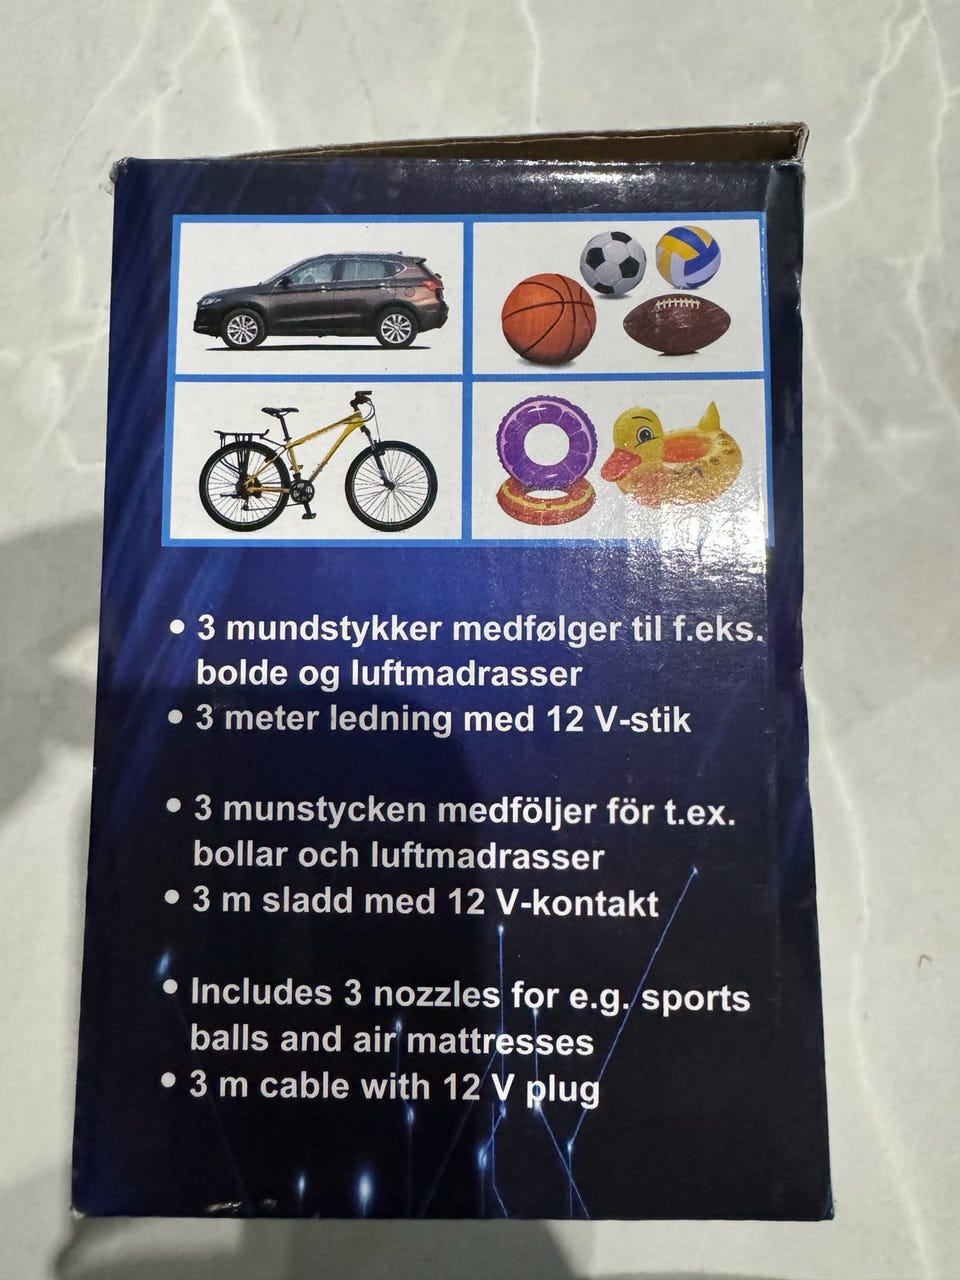 • 3 mundstykker medfølger til f.eks.
bolde og luftmadrasser
• 3 meter ledning med 12 V-stik
• 3 munstycken medföljer för t.ex.
bollar och luftmadrasser
• 3 m sladd med 12 V-kontakt
• Includes 3 nozzles for e.g. sports
balls and air mattresses
• 3 m cable with 12 V plug